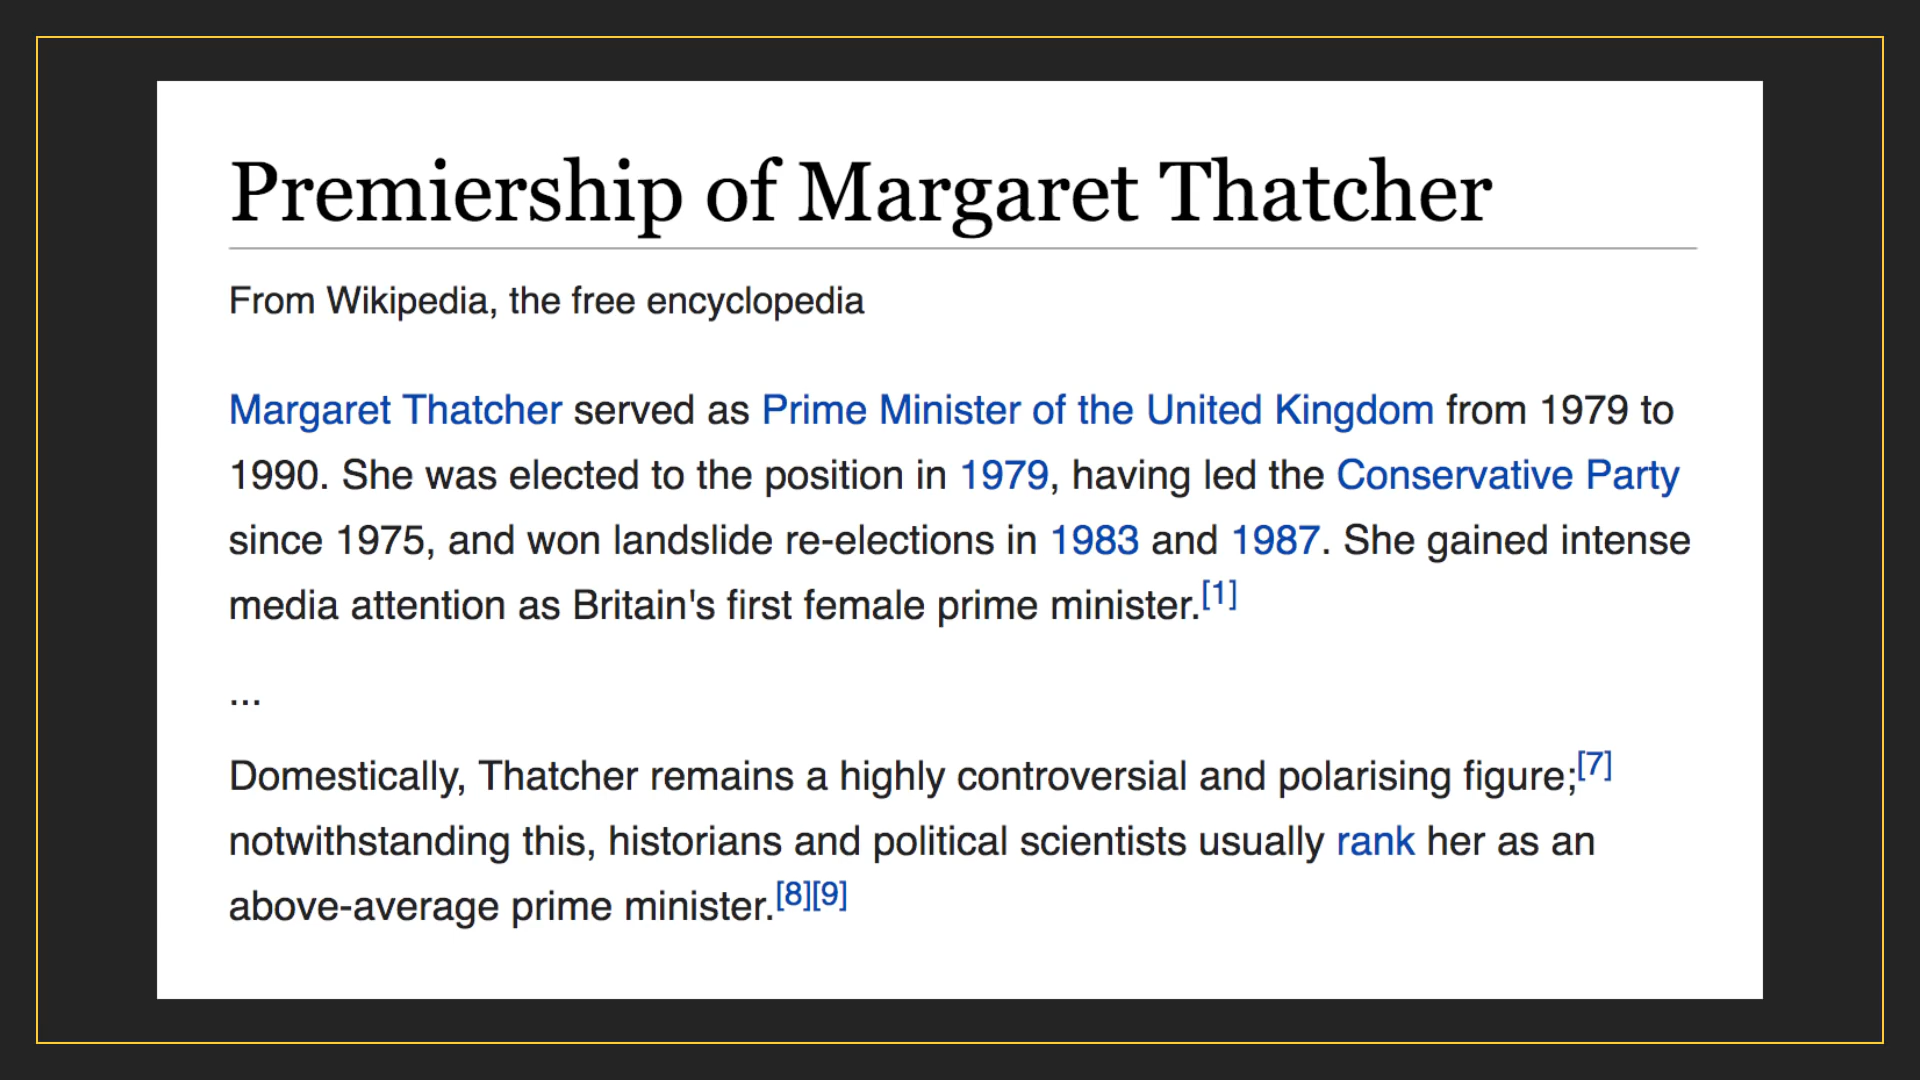 Premiership of Margaret Thatcher
From Wikipedia, the free encyclopedia
Margaret Thatcher served as Prime Minister of the United Kingdom from 1979 to
1990. She was elected to the position in 1979, having led the Conservative Party
since 1975, and won landslide re-elections in 1983 and 1987. She gained intense
media attention as Britain's first female prime minister.[1]
...
Domestically, Thatcher remains a highly controversial and polarising figure;[7]
notwithstanding this, historians and political scientists usually rank her as an
above-average prime minister.[8][9]